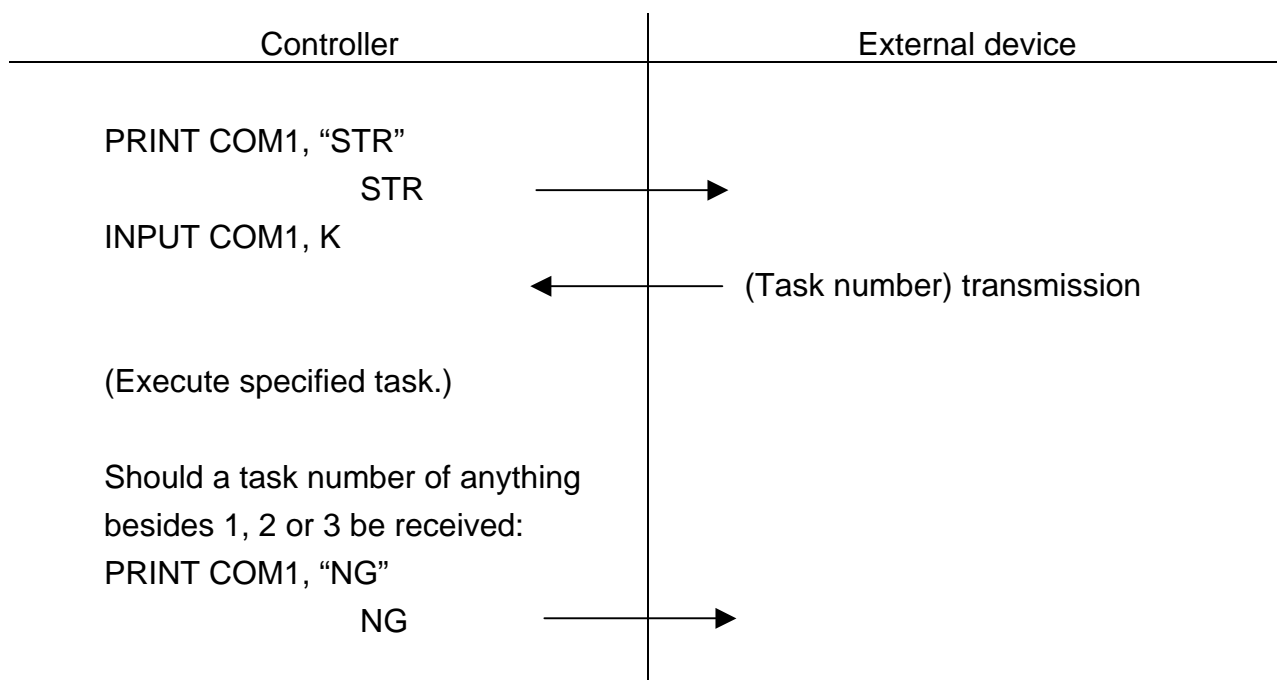 Controller External device
PRINT COM1, “STR”
STR
INPUT COM1, K
(Task number) transmission
(Execute specified task.)
Should a task number of anything
besides 1, 2 or 3 be received:
PRINT COM1, “NG”
NG